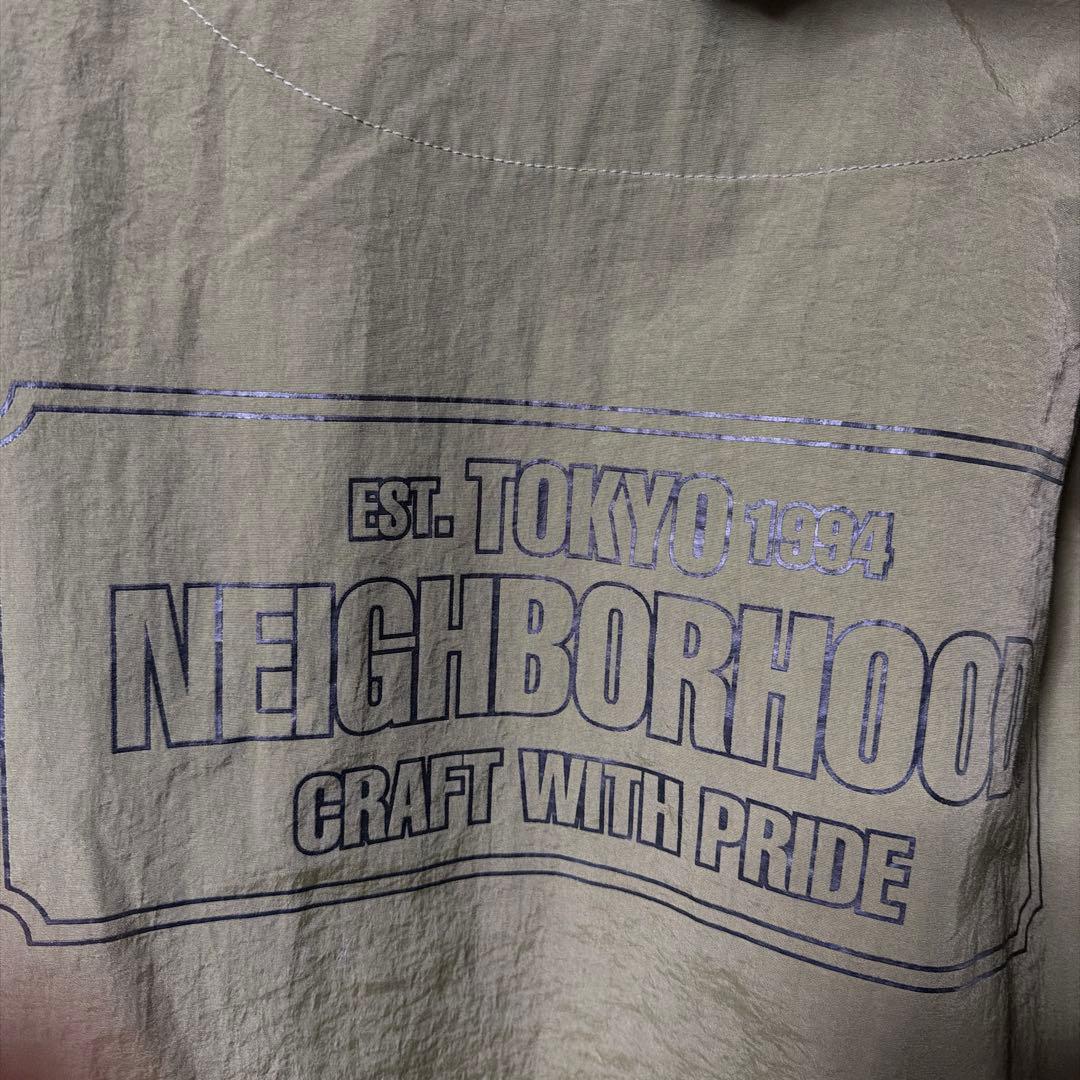 EST. TOKYO 1994
NEIGHBORHOOD
CRAFT WITH PRIDE